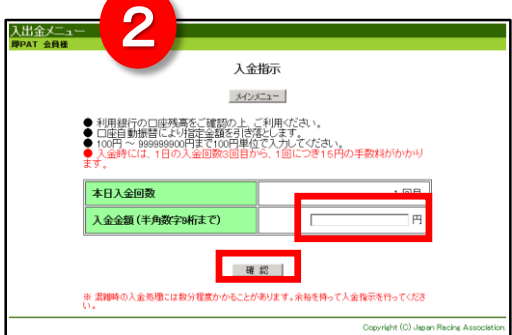 入出金メニュー
即PAT 会員様
2
入金指示
メインメニュー
● 利用銀行の口座残高をご確認の上、ご利用ください。
● 口座自動振替により指定金額を引き落とします。
● 100円 ～ 999999900円まで100円単位で入力してください。
● 入金時には、1日の入金回数3回目から、1回につき15円の手数料がかかり
ます。
本日入金回数 1 回目
入金金額(半角数字9桁まで) 円
確 認
※ 混雑時の入金処理には数分程度かかることがあります。余裕を持って入金指示を行ってくださ
い。
Copyright (C) Japan Racing Association.